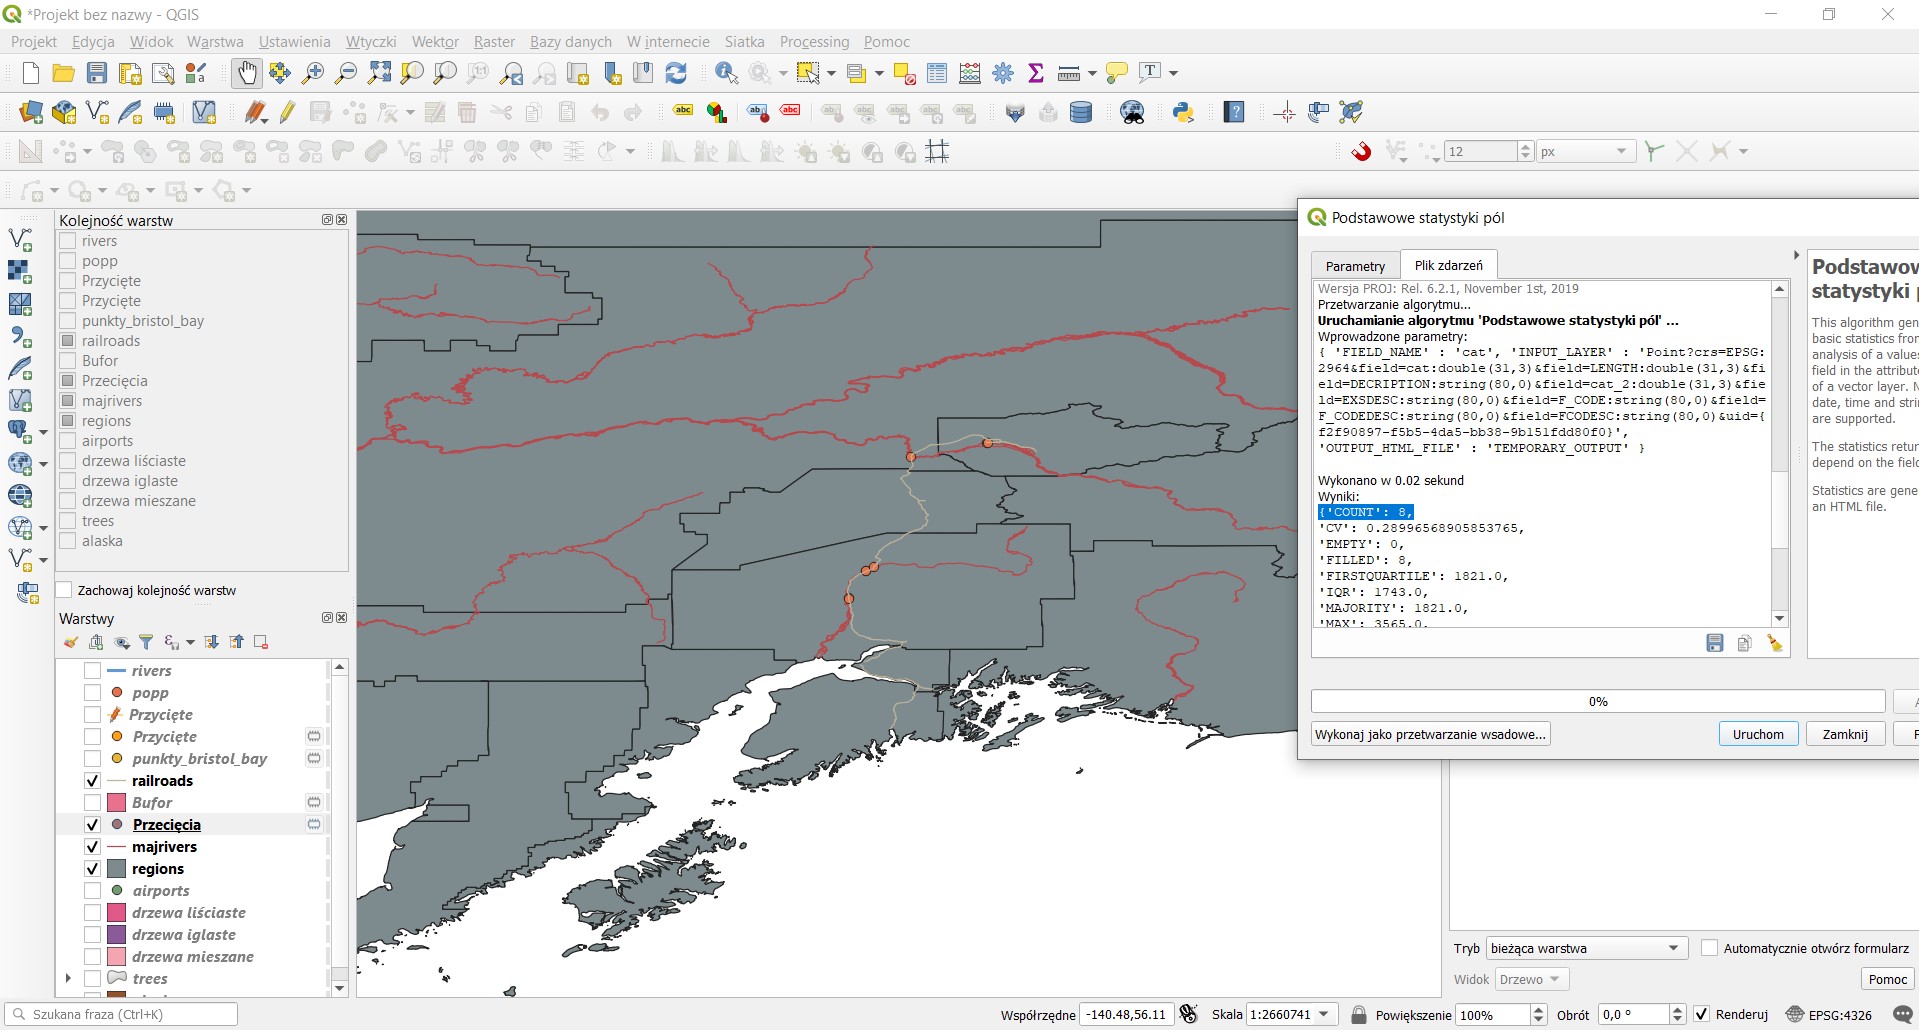 *Projekt bez nazwy - QGIS
Projekt Edycja Widok Warstwa Ustawienia Wtyczki Wektor Raster Bazy danych W internecie Siatka Processing Pomoc
12 px
Kolejność warstw
rivers
popp
Przycięte
Przycięte
punkty_bristol_bay
railroads
Bufor
Przecięcia
majrivers
regions
airports
drzewa liściaste
drzewa iglaste
drzewa mieszane
trees
alaska
Zachowaj kolejność warstw
Warstwy
rivers
popp
Przycięte
Przycięte
punkty_bristol_bay
railroads
Bufor
Przecięcia
majrivers
regions
airports
drzewa liściaste
drzewa iglaste
drzewa mieszane
trees
Podstawowe statystyki pól
Parametry Plik zdarzeń
Wersja PROJ: Rel. 6.2.1, November 1st, 2019
Przetwarzanie algorytmu...
Uruchamianie algorytmu 'Podstawowe statystyki pól' ...
Wprowadzone parametry:
{ 'FIELD_NAME' : 'cat', 'INPUT_LAYER' : 'Point?crs=EPSG:
2964&field=cat:double(31,3)&field=LENGTH:double(31,3)&fi
eld=DECRIPTION:string(80,0)&field=cat_2:double(31,3)&fie
ld=EXSDESC:string(80,0)&field=F_CODE:string(80,0)&field=
F_CODEDESC:string(80,0)&field=FCODESC:string(80,0)&uid={
f2f90897-f5b5-4da5-bb38-9b151fdd80f0}',
'OUTPUT_HTML_FILE' : 'TEMPORARY_OUTPUT' }
Wykonano w 0.02 sekund
Wyniki:
{'COUNT': 8,
'CV': 0.28996568905853765,
'EMPTY': 0,
'FILLED': 8,
'FIRSTQUARTILE': 1821.0,
'IQR': 1743.0,
'MAJORITY': 1821.0,
'MAX': 3565.0,
Podstawow
statystyki p
This algorithm gen
basic statistics from
analysis of a values
field in the attribute
of a vector layer. N
date, time and strin
are supported.
The statistics retur
depend on the field
Statistics are gene
an HTML file.
0%
Wykonaj jako przetwarzanie wsadowe... Uruchom Zamknij
Tryb bieżąca warstwa Automatycznie otwórz formularz
Widok Drzewo Pomoc
Szukana fraza (Ctrl+K) Współrzędne -140.48,56.11 Skala 1:2660741 Powiększenie 100% Obrót 0,0 ° Renderuj EPSG:4326